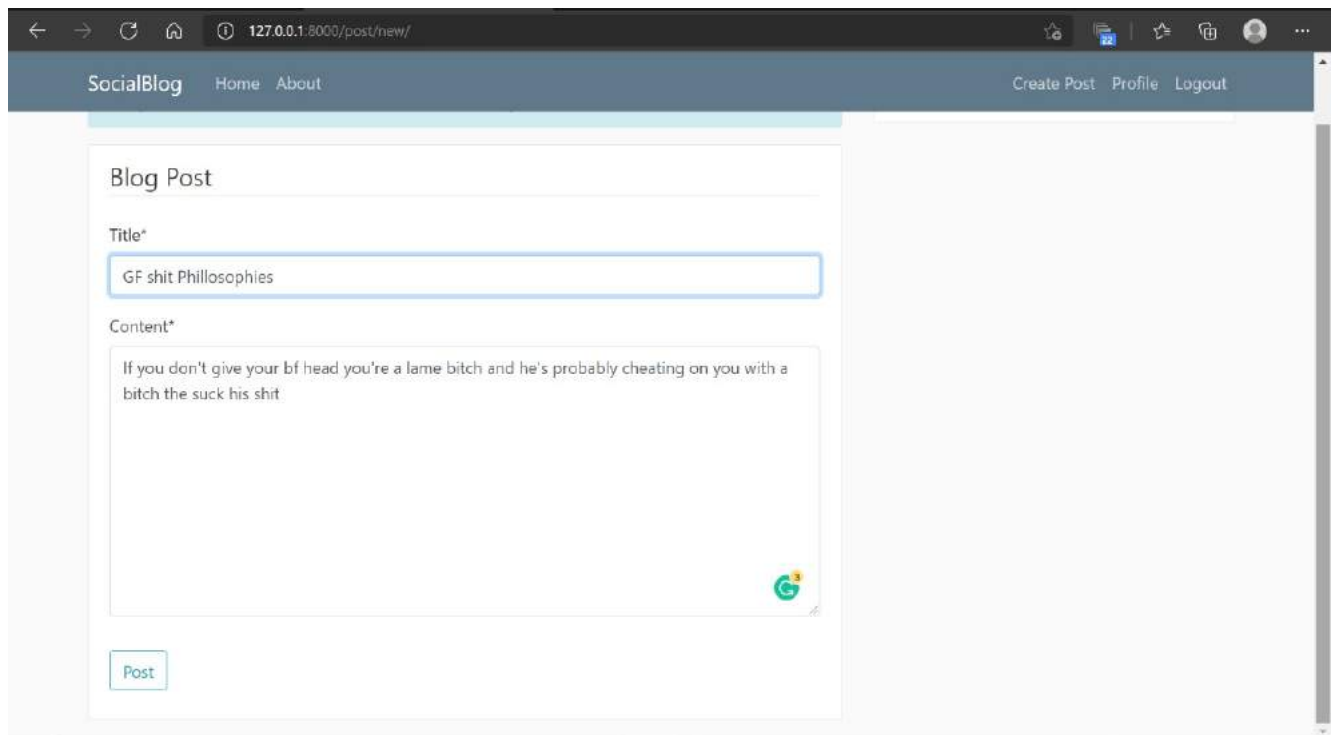 127.0.0.1:8000/post/new/
22
SocialBlog Home About Create Post Profile Logout
Blog Post
Title*
GF shit Phillosophies
Content*
If you don't give your bf head you're a lame bitch and he's probably cheating on you with a
bitch the suck his shit
G 3
Post